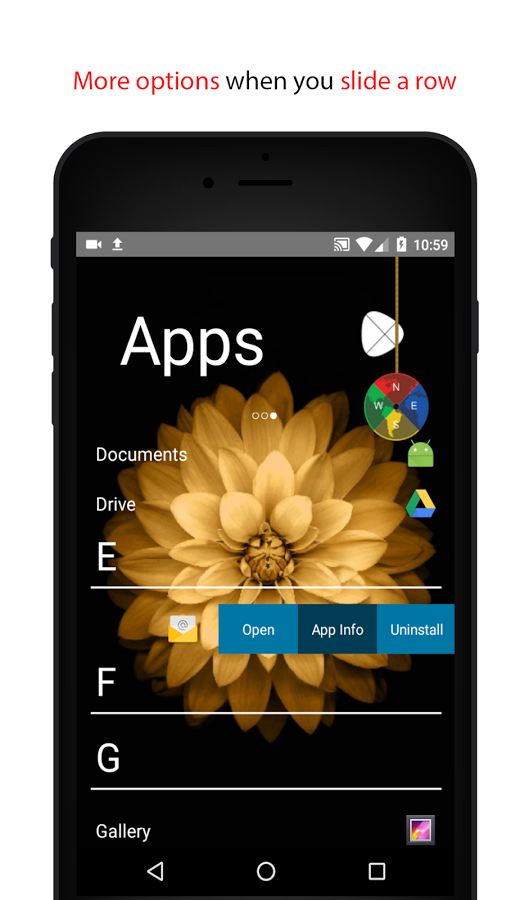 More options when you slide a row
10:59
Apps
N
W E
S
Documents
Drive
E
@
Open App Info Uninstall
F
G
Gallery